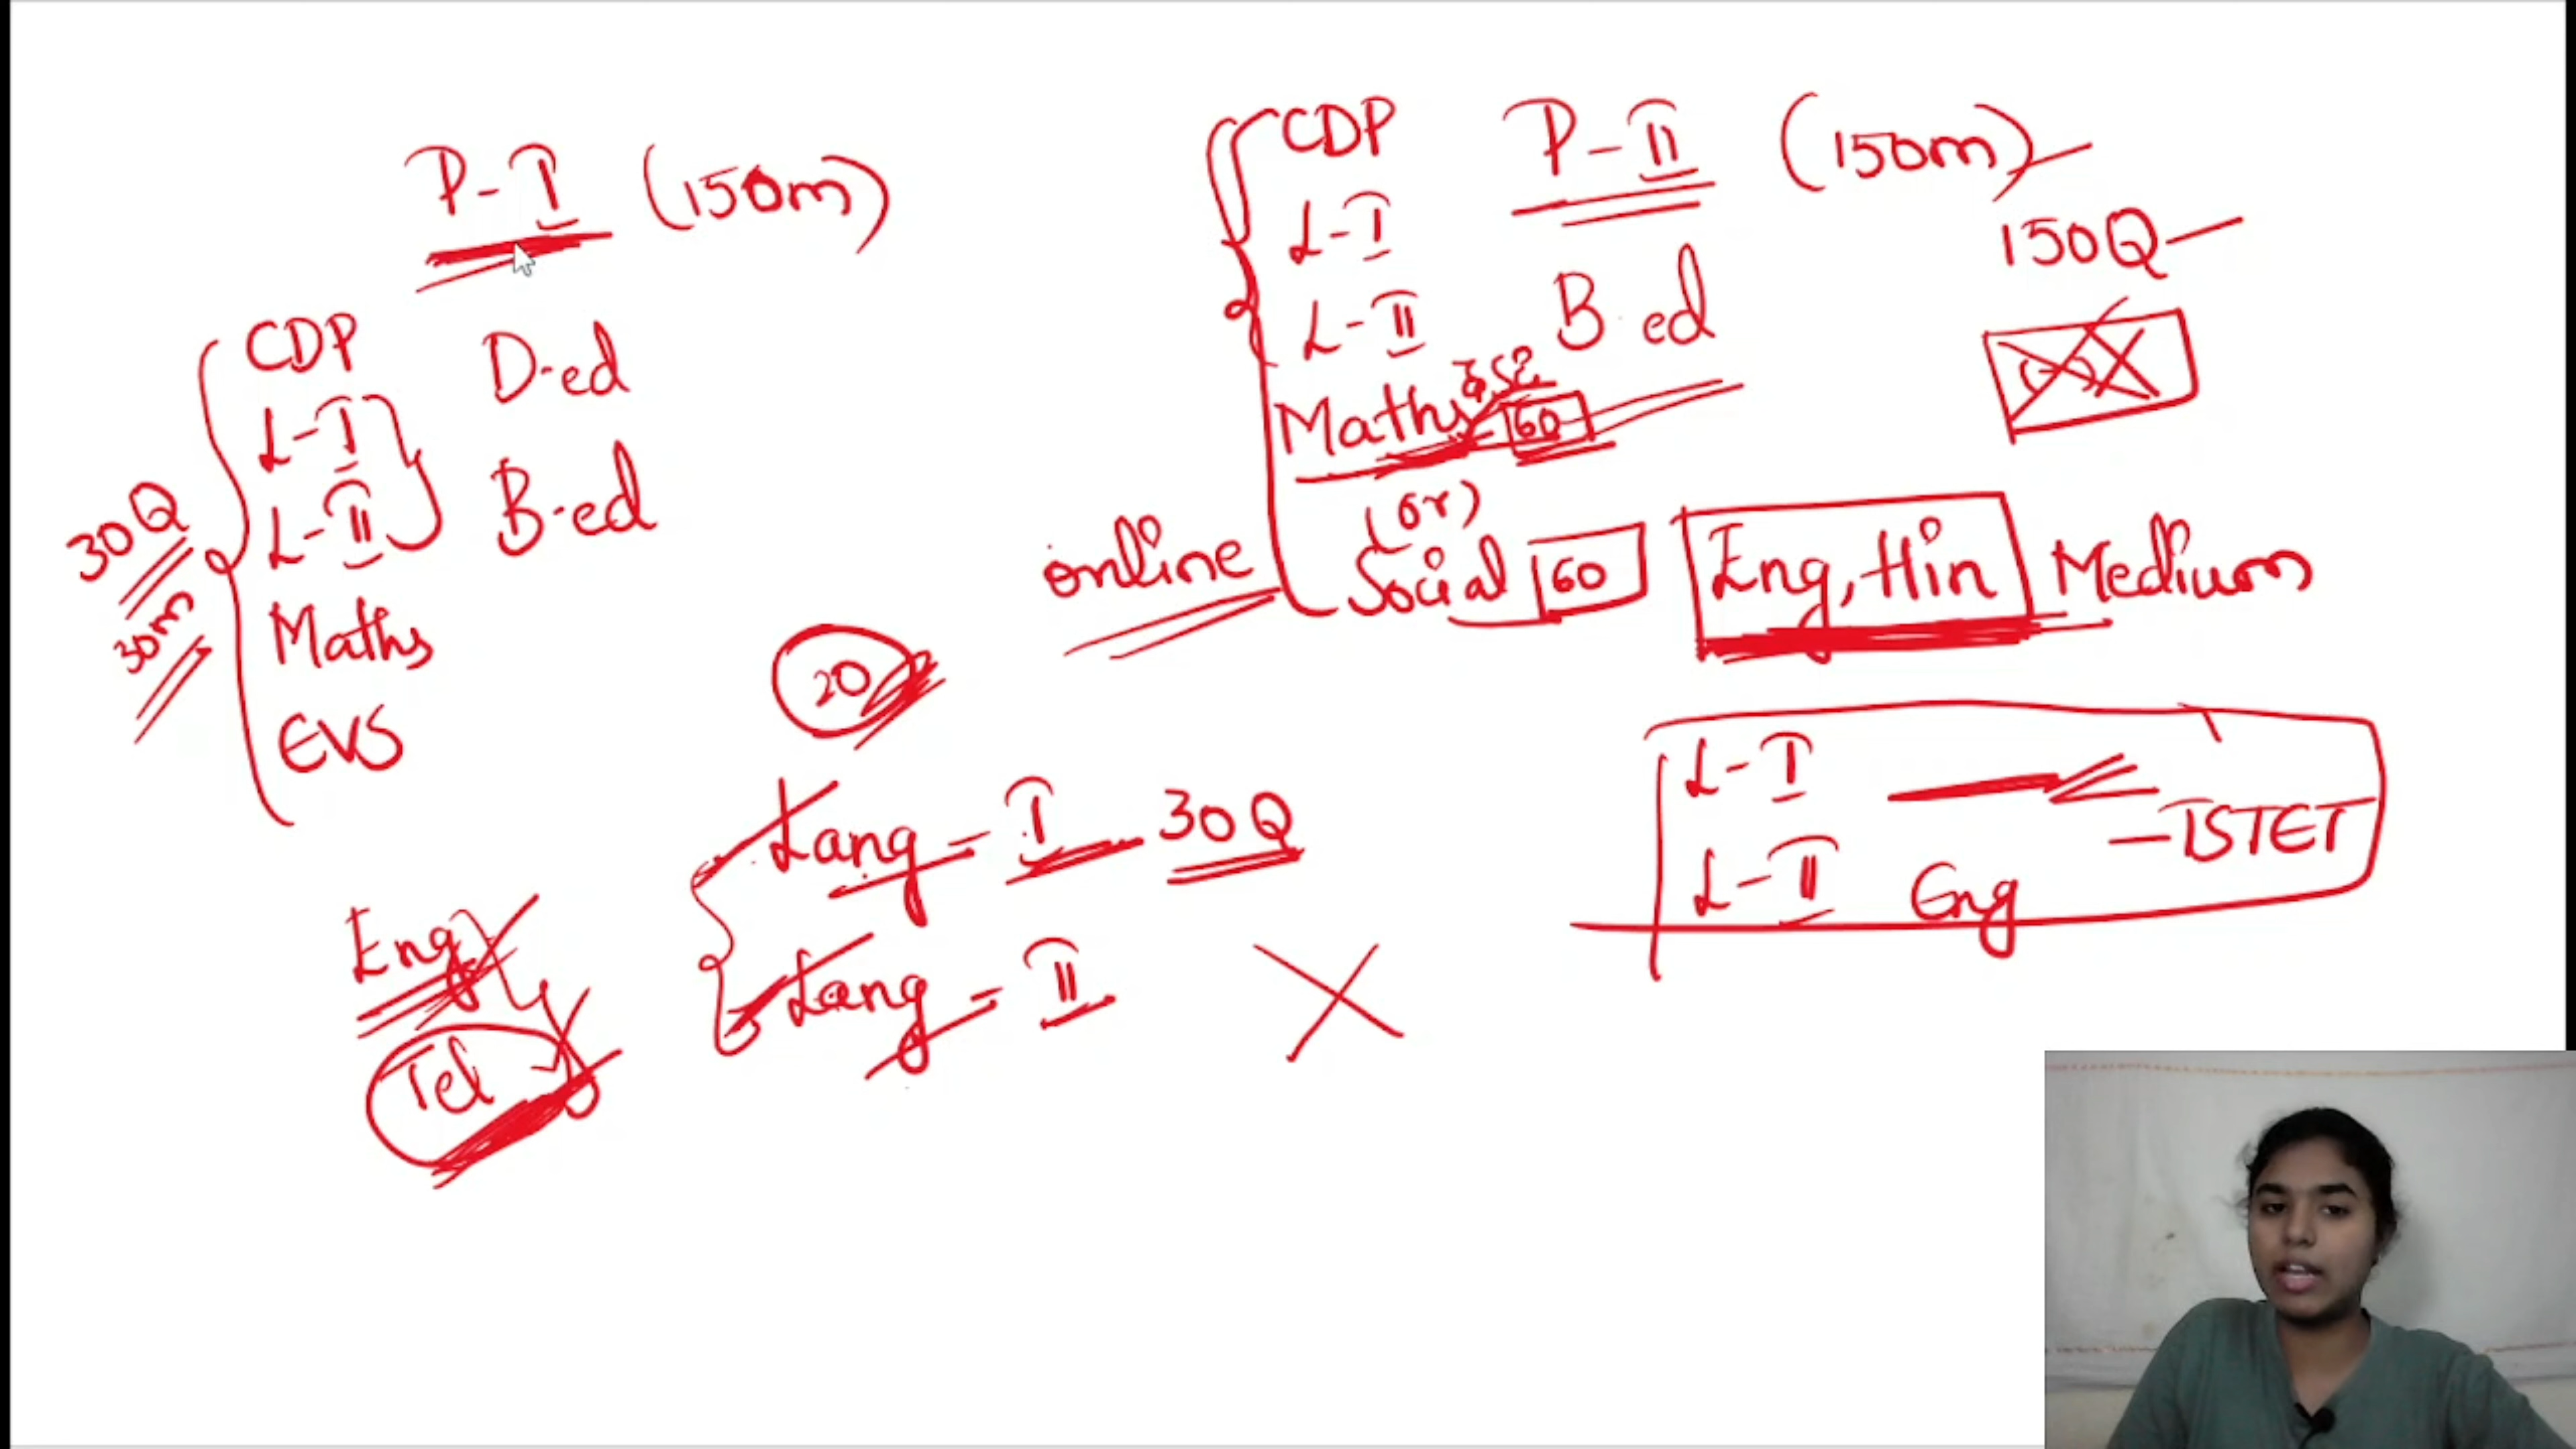 P-I (150m)
CDP D-ed
L-I
L-II B-ed
30Q
30m
Maths
EVS
CDP P-II (150m)
L-I 150Q
L-II B.ed
Maths 60
(or)
online Social 60 Eng, Hin Medium
20
Lang - I 30Q
Lang - II
Eng
Tel
L-I
- TSTET
L-II Eng